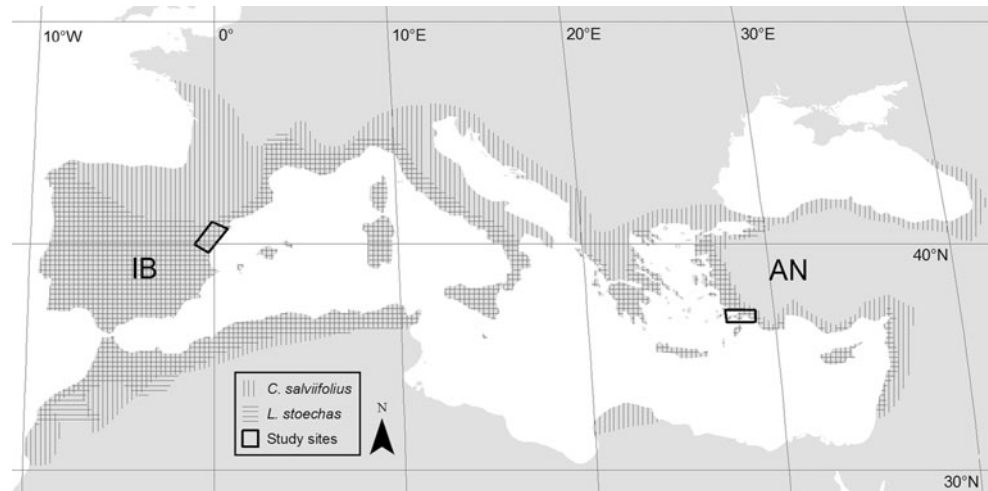 10°W
0°
10°E
20°E
30°E
IB
AN
40°N
C. salviifolius
L. stoechas
Study sites
N
30°N